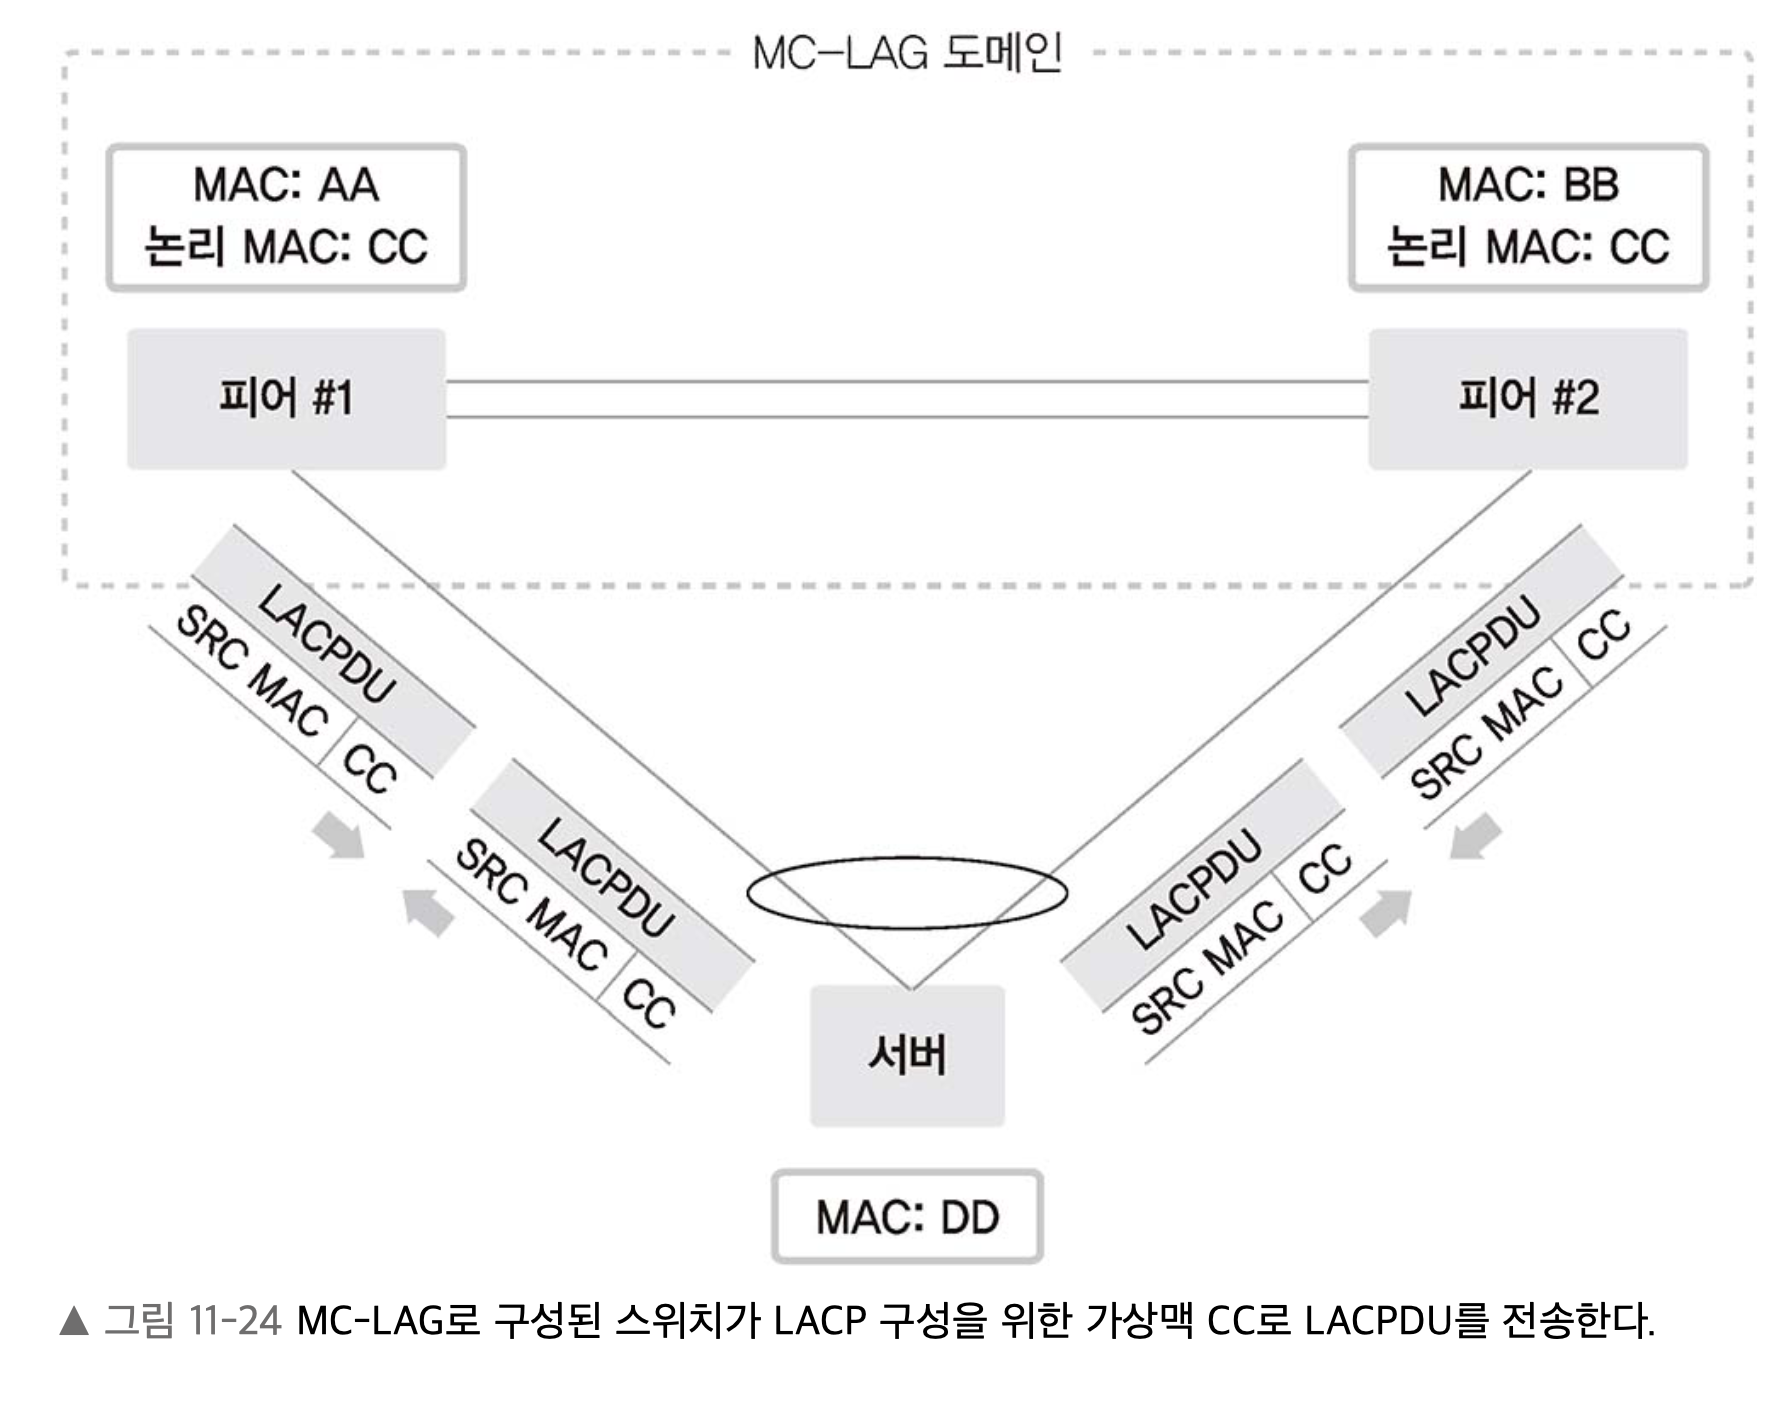 MC-LAG 도메인
MAC: AA
논리 MAC: CC
MAC: BB
논리 MAC: CC
피어 #1
피어 #2
LACPDU
SRC MAC CC
LACPDU
SRC MAC CC
LACPDU
SRC MAC CC
LACPDU
SRC MAC CC
서버
MAC: DD
▲ 그림 11-24 MC-LAG로 구성된 스위치가 LACP 구성을 위한 가상맥 CC로 LACPDU를 전송한다.